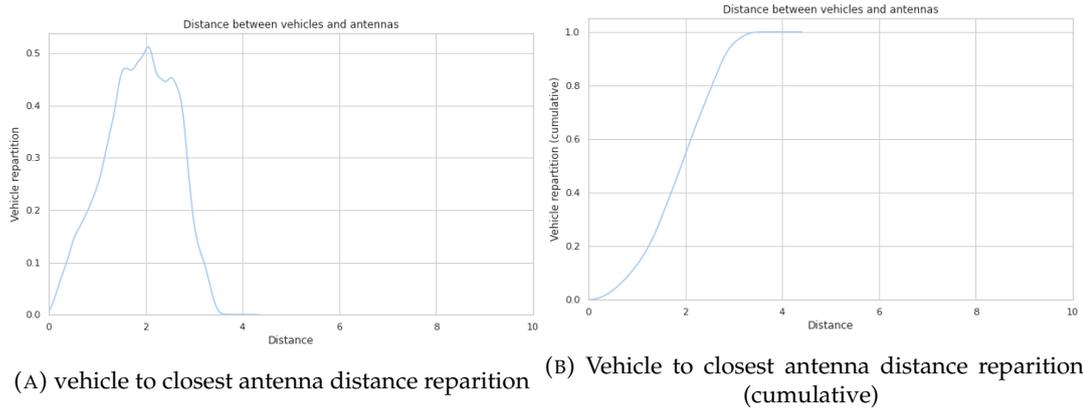 Distance between vehicles and antennas
0.5
0.4
0.3
0.2
0.1
0.0
Vehicle repartition
0 2 4 6 8 10
Distance
(A) vehicle to closest antenna distance reparition
Distance between vehicles and antennas
1.0
0.8
0.6
0.4
0.2
0.0
Vehicle repartition (cumulative)
0 2 4 6 8 10
Distance
(B) Vehicle to closest antenna distance reparition
(cumulative)